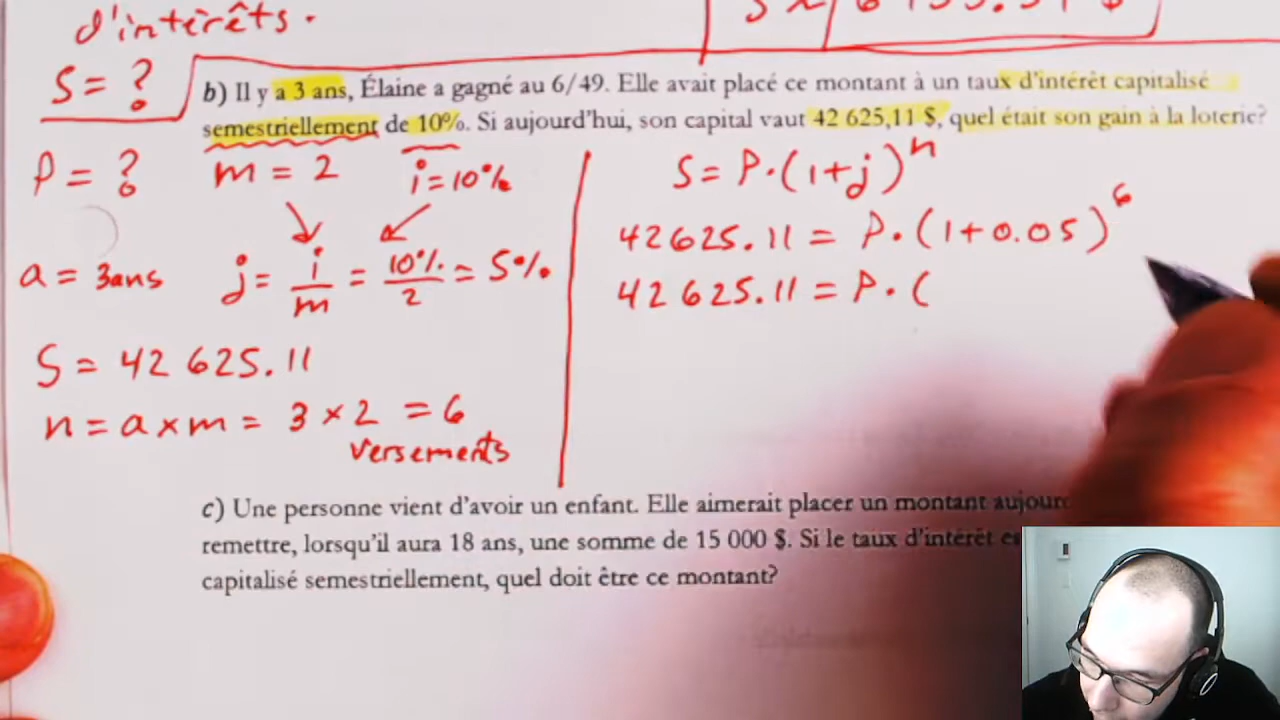 d'intérêts.
S = ?
b) Il y a 3 ans, Élaine a gagné au 6/49. Elle avait placé ce montant à un taux d'intérêt capitalisé
semestriellement de 10%. Si aujourd'hui, son capital vaut 42 625,11 $, quel était son gain à la loterie?
P = ?
m = 2
i = 10%
a = 3ans
j = i/m = 10%/2 = 5%
S = 42 625.11
n = a x m = 3 x 2 = 6
versements
S = P·(1+j)^n
42625.11 = P·(1+0.05)^6
42625.11 = P·(
c) Une personne vient d'avoir un enfant. Elle aimerait placer un montant
remettre, lorsqu'il aura 18 ans, une somme de 15 000 $. Si le taux d'intérêt
capitalisé semestriellement, quel doit être ce montant?